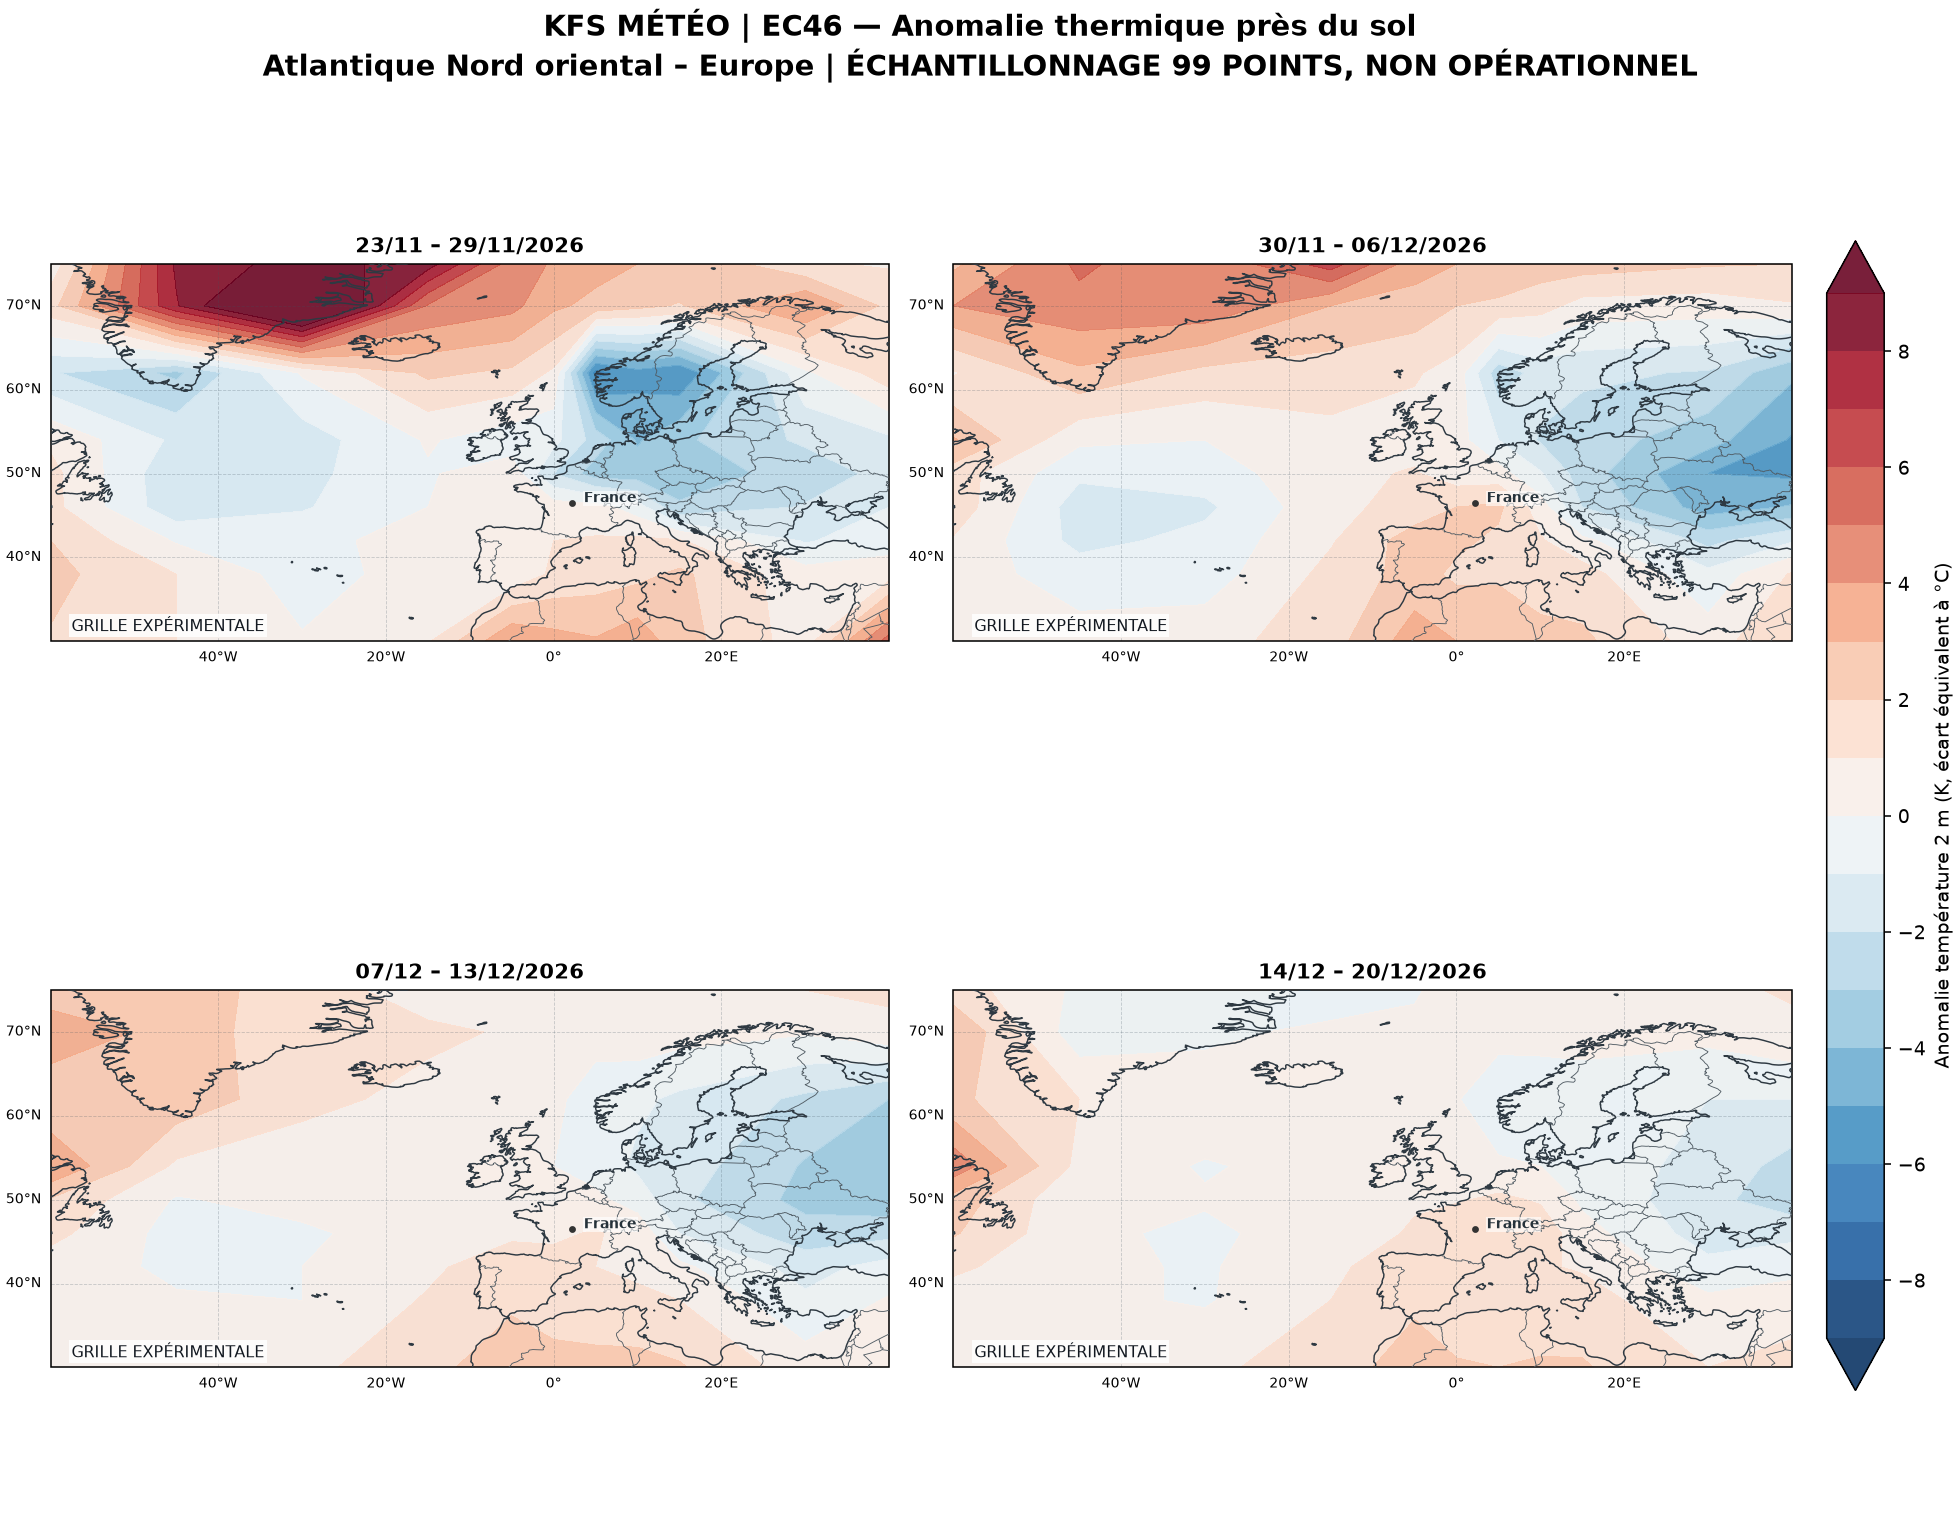 KFS MÉTÉO | EC46 — Anomalie thermique près du sol
Atlantique Nord oriental – Europe | ÉCHANTILLONNAGE 99 POINTS, NON OPÉRATIONNEL
23/11 – 29/11/2026
70°N
60°N
50°N
40°N
France
GRILLE EXPÉRIMENTALE
40°W
20°W
0°
20°E
30/11 – 06/12/2026
70°N
60°N
50°N
40°N
France
GRILLE EXPÉRIMENTALE
40°W
20°W
0°
20°E
07/12 – 13/12/2026
70°N
60°N
50°N
40°N
France
GRILLE EXPÉRIMENTALE
40°W
20°W
0°
20°E
14/12 – 20/12/2026
70°N
60°N
50°N
40°N
France
GRILLE EXPÉRIMENTALE
40°W
20°W
0°
20°E
8
6
4
2
0
−2
−4
−6
−8
Anomalie température 2 m (K, écart équivalent à °C)